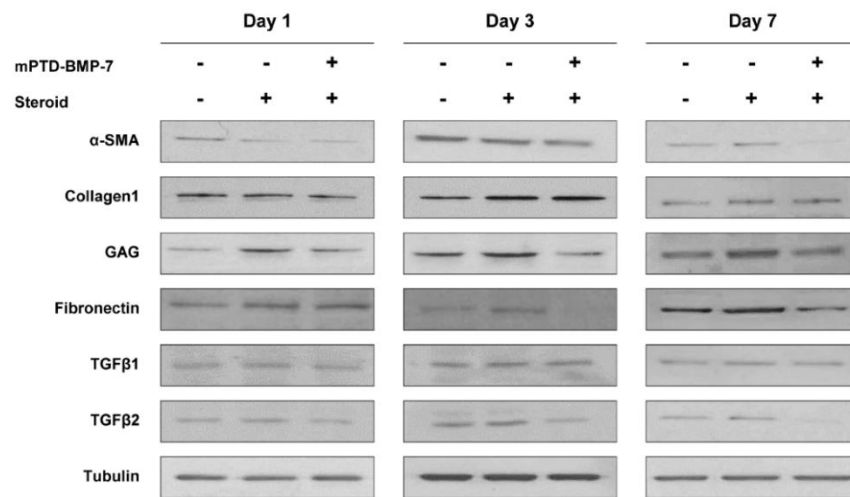 Day 1 Day 3 Day 7
mPTD-BMP-7 - - + - - + - - +
Steroid - + + - + + - + +
α-SMA
Collagen1
GAG
Fibronectin
TGFβ1
TGFβ2
Tubulin